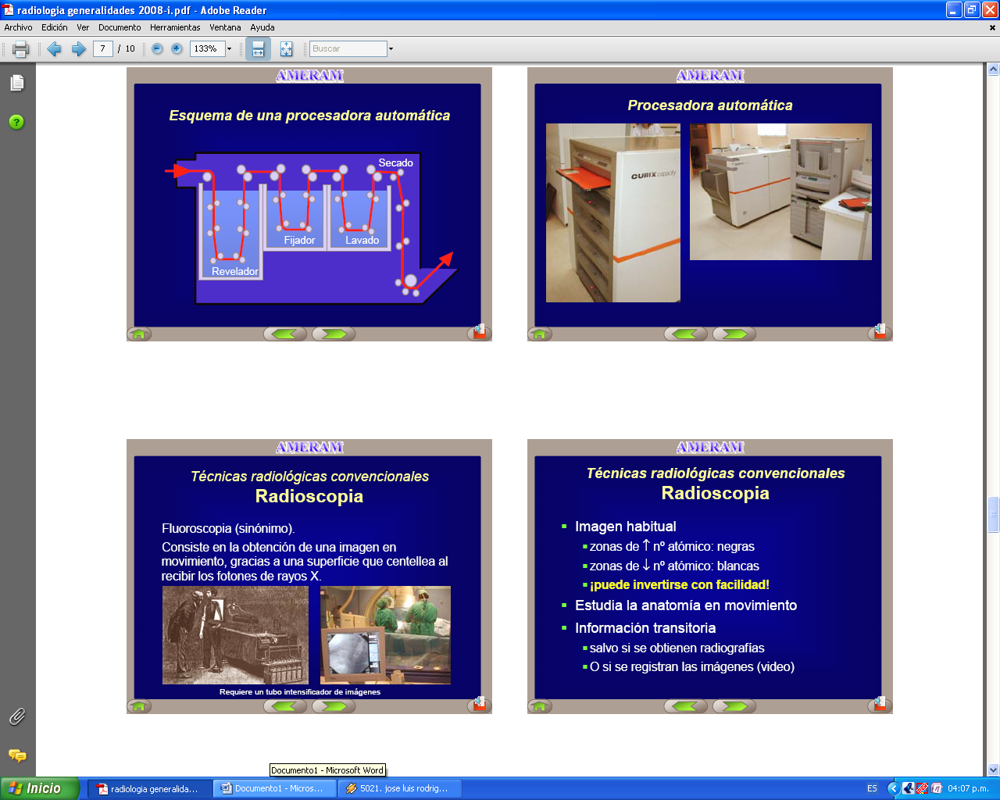 radiologia generalidades 2008-i.pdf - Adobe Reader
Archivo Edición Ver Documento Herramientas Ventana Ayuda
7 / 10 133% Buscar
AMERAM
Esquema de una procesadora automática
Secado
Fijador
Lavado
Revelador
AMERAM
Procesadora automática
CURIX capacity
AMERAM
Técnicas radiológicas convencionales
Radioscopia
Fluoroscopia (sinónimo).
Consiste en la obtención de una imagen en
movimiento, gracias a una superficie que centellea al
recibir los fotones de rayos X.
Requiere un tubo intensificador de imágenes
AMERAM
Técnicas radiológicas convencionales
Radioscopia
Imagen habitual
zonas de ↑ nº atómico: negras
zonas de ↓ nº atómico: blancas
¡puede invertirse con facilidad!
Estudia la anatomía en movimiento
Información transitoria
salvo si se obtienen radiografías
O si se registran las imágenes (video)
Documento1 - Microsoft Word
Inicio
radiologia generalida...
Documento1 - Micros...
5021. jose luis rodrig...
ES
04:07 p.m.